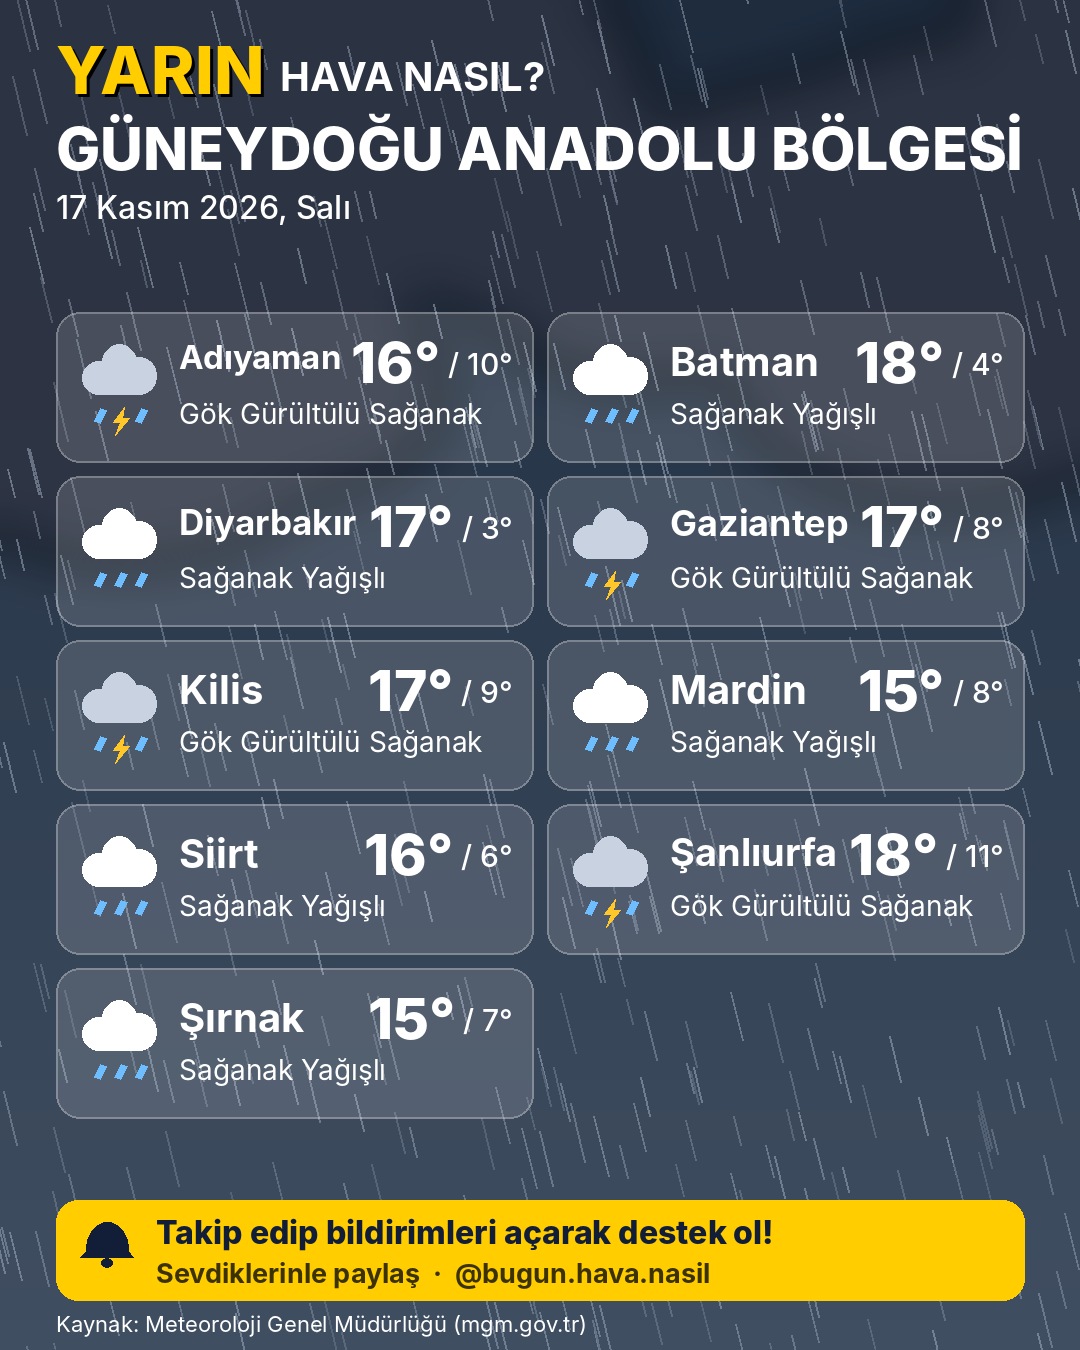 YARIN HAVA NASIL?
GÜNEYDOĞU ANADOLU BÖLGESİ
17 Kasım 2026, Salı
Adıyaman 16° / 10°
Gök Gürültülü Sağanak
Batman 18° / 4°
Sağanak Yağışlı
Diyarbakır 17° / 3°
Sağanak Yağışlı
Gaziantep 17° / 8°
Gök Gürültülü Sağanak
Kilis 17° / 9°
Gök Gürültülü Sağanak
Mardin 15° / 8°
Sağanak Yağışlı
Siirt 16° / 6°
Sağanak Yağışlı
Şanlıurfa 18° / 11°
Gök Gürültülü Sağanak
Şırnak 15° / 7°
Sağanak Yağışlı
Takip edip bildirimleri açarak destek ol!
Sevdiklerinle paylaş · @bugun.hava.nasil
Kaynak: Meteoroloji Genel Müdürlüğü (mgm.gov.tr)